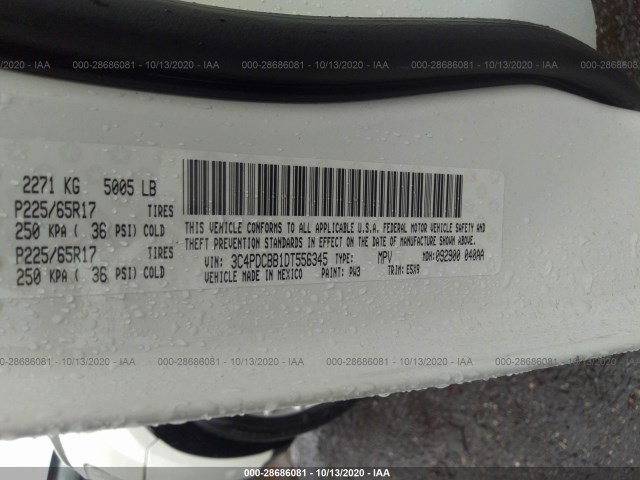 000-28686081 - 10/13/2020 - IAA 000-28686081 - 10/13/2020 - IAA 000-28686081 - 10/13/2020 - IAA
2271 KG 5005 LB
P225/65R17 TIRES
250 KPA ( 36 PSI) COLD
P225/65R17 TIRES
250 KPA ( 36 PSI) COLD
THIS VEHICLE CONFORMS TO ALL APPLICABLE U.S.A. FEDERAL MOTOR VEHICLE SAFETY AND
THEFT PREVENTION STANDARDS IN EFFECT ON THE DATE OF MANUFACTURE SHOWN ABOVE.
VIN: 3C4PDCBB1DT556345 TYPE: MPV MDH:092900 040AA
VEHICLE MADE IN MEXICO PAINT: PW3 TRIM: E5X9
000-28686081 - 10/13/2020 - IAA 000-28686081 - 10/13/2020 - IAA 000-28686081 - 10/13/2020 - IAA
000-28686081 - 10/13/2020 - IAA